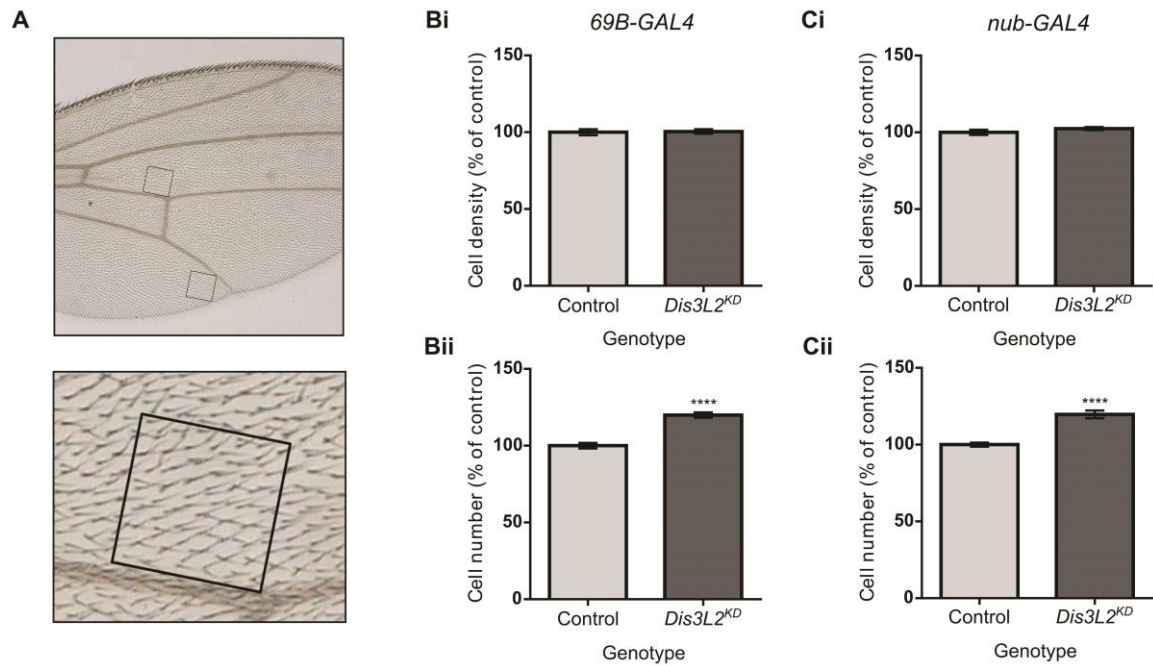 A
Bi
69B-GAL4
Cell density (% of control)
150
100
50
0
Control
Dis3L2KD
Genotype
Ci
nub-GAL4
Cell density (% of control)
150
100
50
0
Control
Dis3L2KD
Genotype
Bii
Cell number (% of control)
150
100
50
0
****
Control
Dis3L2KD
Genotype
Cii
Cell number (% of control)
150
100
50
0
****
Control
Dis3L2KD
Genotype